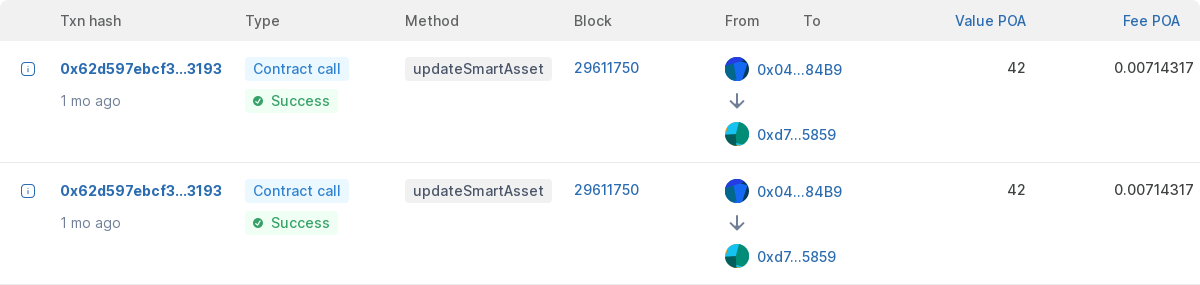 Txn hash Type Method Block From To Value POA Fee POA
0x62d597ebcf3...3193 Contract call updateSmartAsset 29611750 0x04...84B9 42 0.00714317
1 mo ago Success
0xd7...5859
0x62d597ebcf3...3193 Contract call updateSmartAsset 29611750 0x04...84B9 42 0.00714317
1 mo ago Success
0xd7...5859